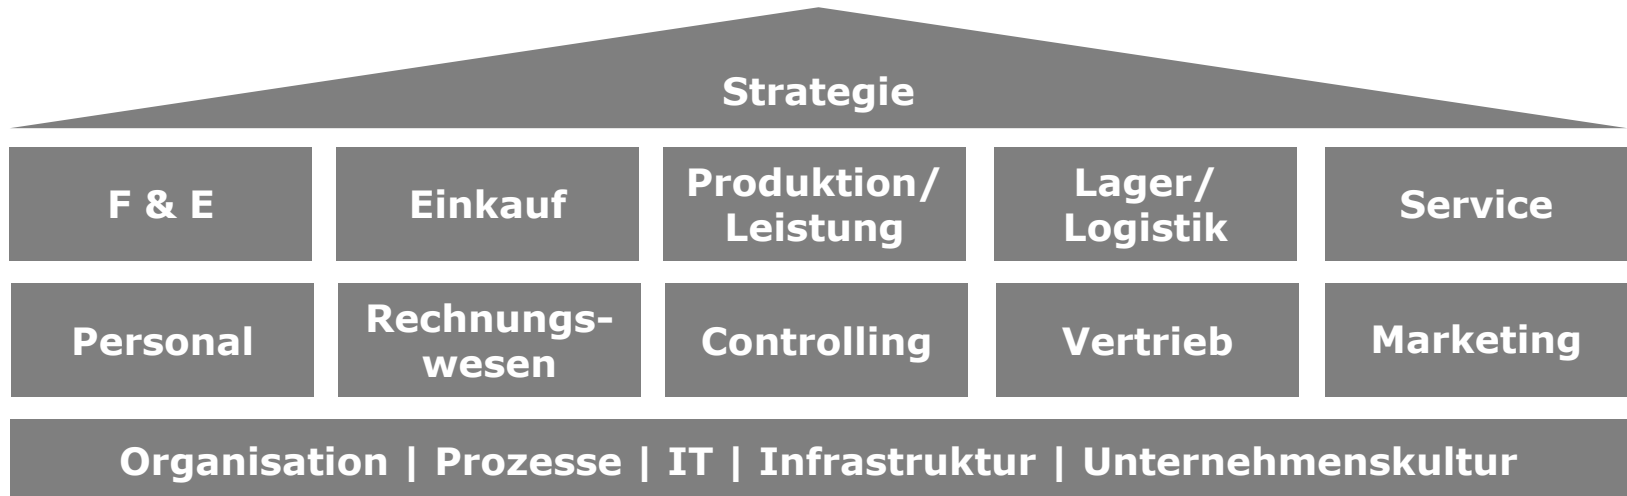 Strategie
F & E
Einkauf
Produktion/
Leistung
Lager/
Logistik
Service
Personal
Rechnungs-
wesen
Controlling
Vertrieb
Marketing
Organisation | Prozesse | IT | Infrastruktur | Unternehmenskultur